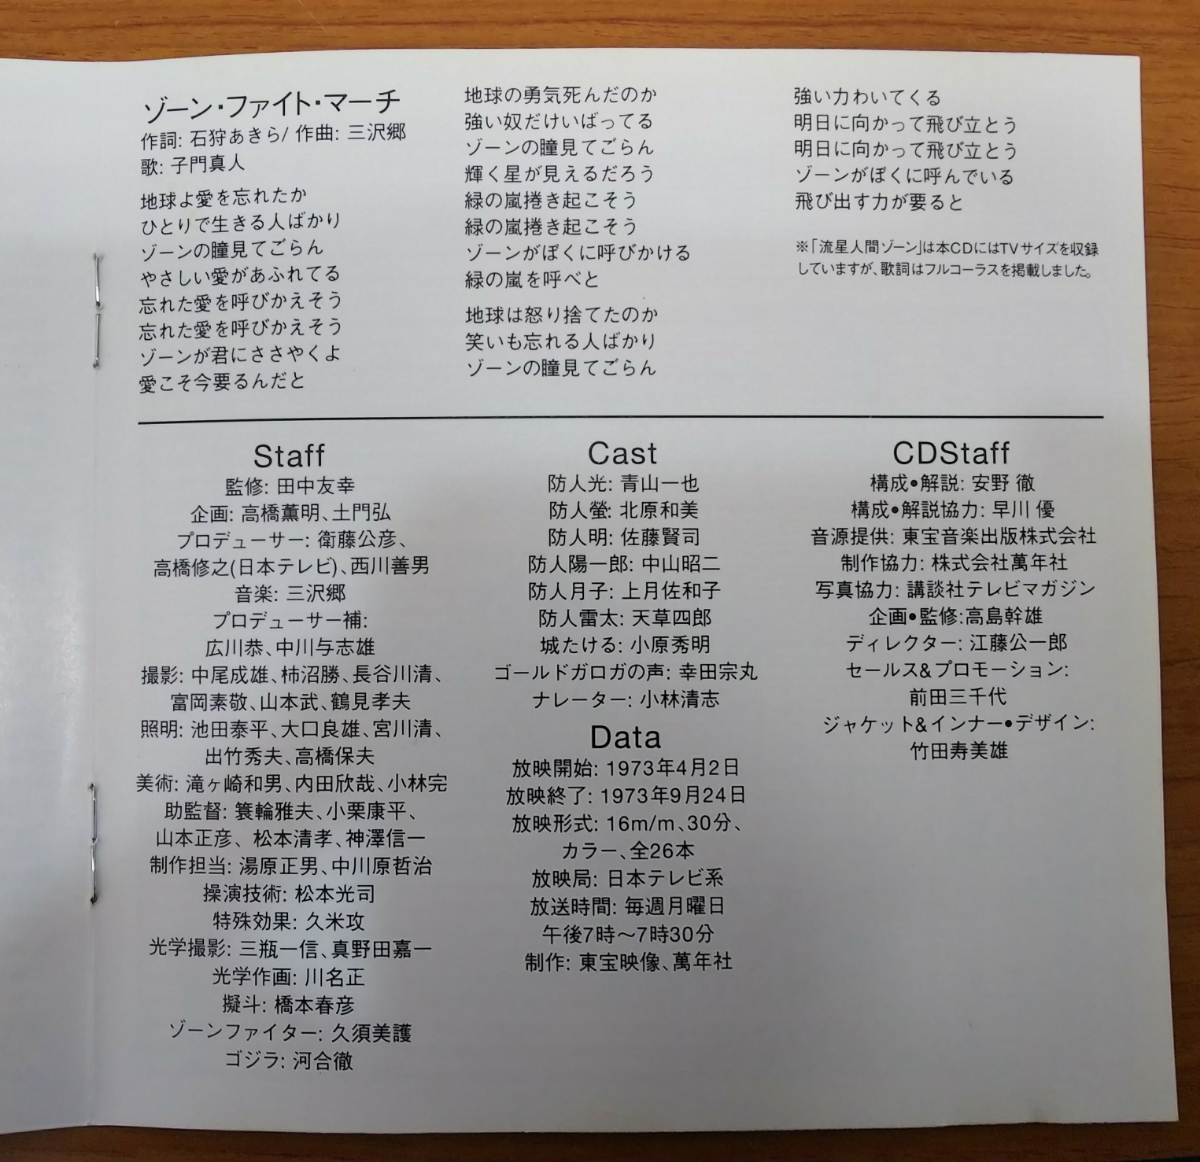 ゾーン・ファイト・マーチ
作詞: 石狩あきら/ 作曲: 三沢郷
歌: 子門真人
地球よ愛を忘れたか
ひとりで生きる人ばかり
ゾーンの瞳見てごらん
やさしい愛があふれてる
忘れた愛を呼びかえそう
忘れた愛を呼びかえそう
ゾーンが君にささやくよ
愛こそ今要るんだと
地球の勇気死んだのか
強い奴だけいばってる
ゾーンの瞳見てごらん
輝く星が見えるだろう
緑の嵐捲き起こそう
緑の嵐捲き起こそう
ゾーンがぼくに呼びかける
緑の嵐を呼べと
地球は怒り捨てたのか
笑いも忘れる人ばかり
ゾーンの瞳見てごらん
強い力わいてくる
明日に向かって飛び立とう
明日に向かって飛び立とう
ゾーンがぼくに呼んでいる
飛び出す力が要ると
※「流星人間ゾーン」は本CDにはTVサイズを収録
していますが、歌詞はフルコーラスを掲載しました。
Staff
監修: 田中友幸
企画: 高橋薫明、土門弘
プロデューサー: 衛藤公彦、
高橋修之(日本テレビ)、西川善男
音楽: 三沢郷
プロデューサー補:
広川恭、中川与志雄
撮影: 中尾成雄、柿沼勝、長谷川清、
富岡素敬、山本武、鶴見孝夫
照明: 池田泰平、大口良雄、宮川清、
出竹秀夫、高橋保夫
美術: 滝ヶ崎和男、内田欣哉、小林完
助監督: 簑輪雅夫、小栗康平、
山本正彦、松本清孝、神澤信一
制作担当: 湯原正男、中川原哲治
操演技術: 松本光司
特殊効果: 久米攻
光学撮影: 三瓶一信、真野田嘉一
光学作画: 川名正
擬斗: 橋本春彦
ゾーンファイター: 久須美護
ゴジラ: 河合徹
Cast
防人光: 青山一也
防人螢: 北原和美
防人明: 佐藤賢司
防人陽一郎: 中山昭二
防人月子: 上月佐和子
防人雷太: 天草四郎
城たける: 小原秀明
ゴールドガロガの声: 幸田宗丸
ナレーター: 小林清志
Data
放映開始: 1973年4月2日
放映終了: 1973年9月24日
放映形式: 16m/m、30分、
カラー、全26本
放映局: 日本テレビ系
放送時間: 毎週月曜日
午後7時〜7時30分
制作: 東宝映像、萬年社
CDStaff
構成•解説: 安野 徹
構成•解説協力: 早川 優
音源提供: 東宝音楽出版株式会社
制作協力: 株式会社萬年社
写真協力: 講談社テレビマガジン
企画•監修:高島幹雄
ディレクター: 江藤公一郎
セールス&プロモーション:
前田三千代
ジャケット&インナー•デザイン:
竹田寿美雄